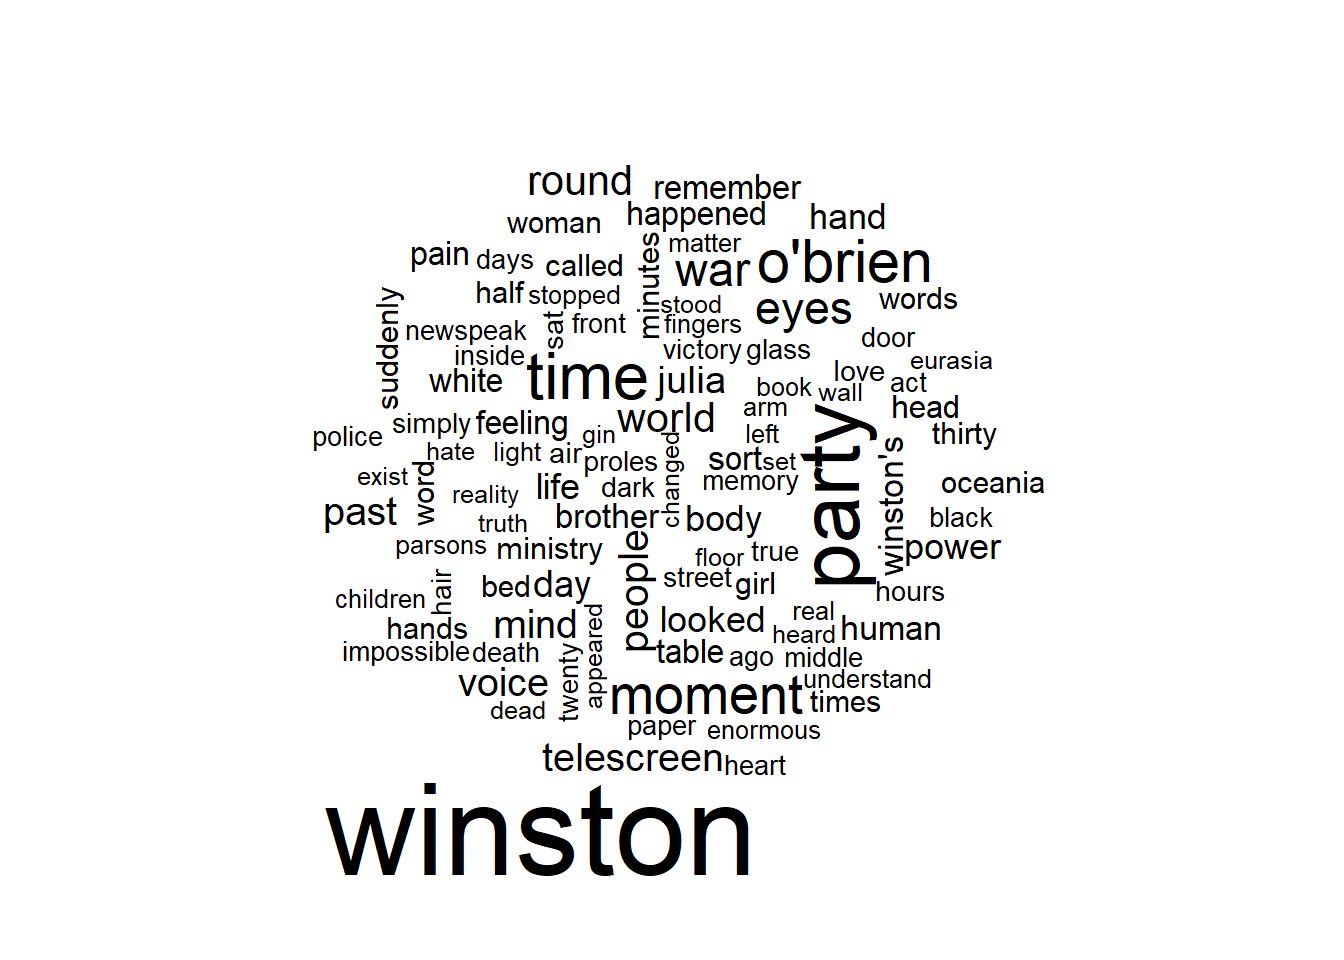 round
remember
woman
happened
hand
pain
days
called
minutes
matter
war
o'brien
half
stopped
stood
eyes
words
suddenly
newspeak
sat
front
fingers
door
inside
victory
glass
eurasia
white
time
julia
book
love
wall
act
simply
feeling
world
arm
head
police
gin
left
party
thirty
hate
light
air
proles
changed
sort
set
winston's
exist
word
reality
life
dark
memory
oceania
past
truth
brother
body
black
parsons
ministry
people
floor
true
power
children
hair
bed
day
street
girl
hours
hands
mind
looked
real
heard
human
impossible
death
twenty
appeared
table
ago
middle
voice
moment
understand
times
dead
paper
enormous
telescreen
heart
winston